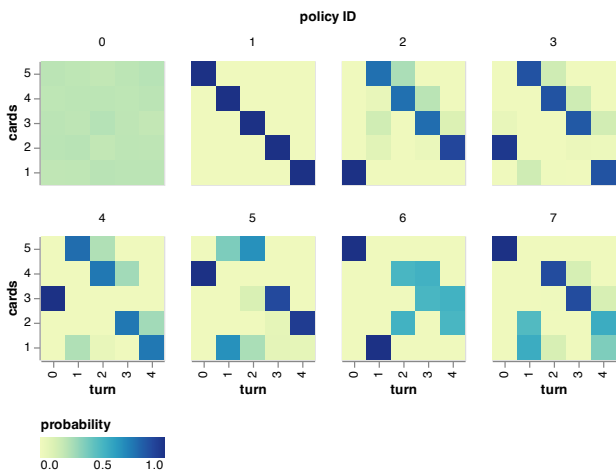 policy ID
0 1 2 3
cards
5
4
3
2
1
4 5 6 7
cards
5
4
3
2
1
0 1 2 3 4 0 1 2 3 4 0 1 2 3 4 0 1 2 3 4
turn turn turn turn
probability
0.0 0.5 1.0